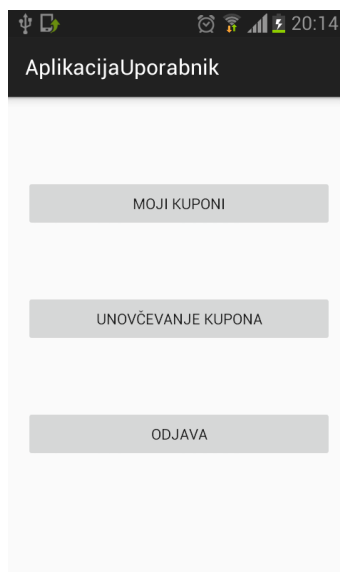 20:14
AplikacijaUporabnik
MOJI KUPONI
UNOVČEVANJE KUPONA
ODJAVA